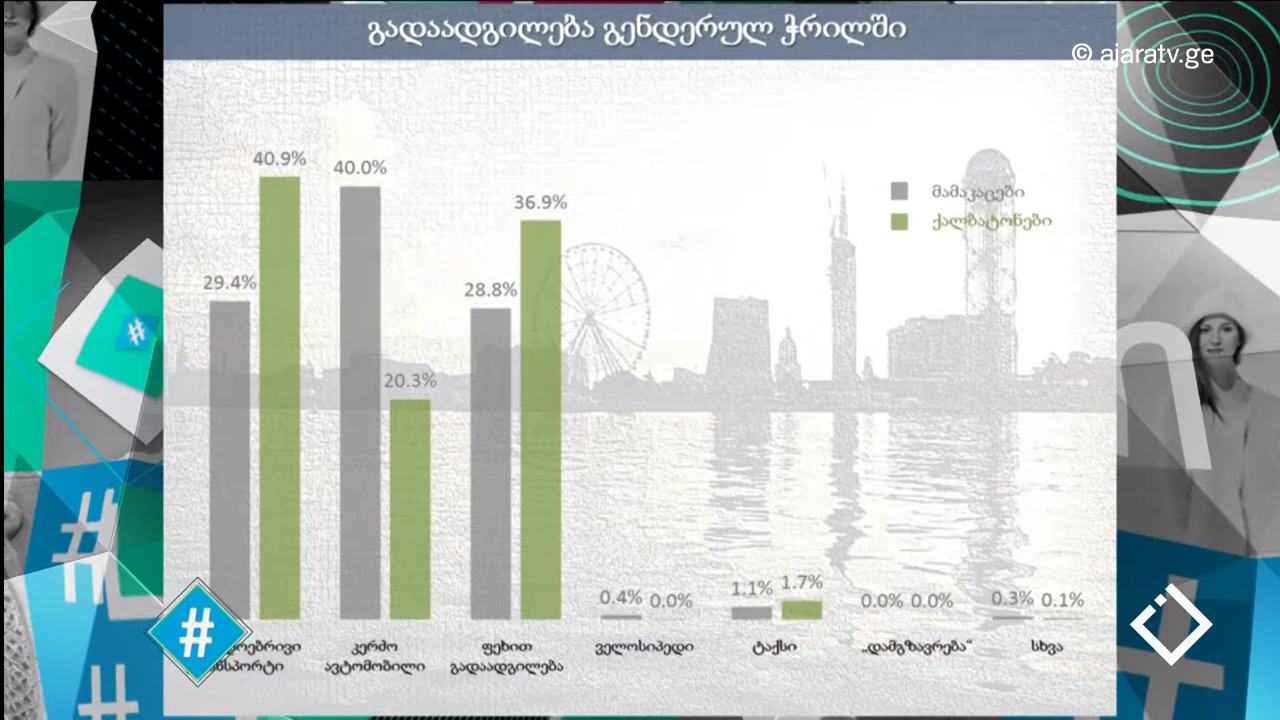 გადაადგილება გენდერულ ჭრილში
© ajaratv.ge
40.9%
40.0%
36.9%
29.4%
28.8%
20.3%
მამაკაცები
ქალბატონები
0.4%
0.0%
1.1%
1.7%
0.0%
0.0%
0.3%
0.1%
კერძო
ავტომობილი
ფეხით
გადაადგილება
ველოსიპედი
ტაქსი
„დამგზავრება“
სხვა
#
#
#
#
#